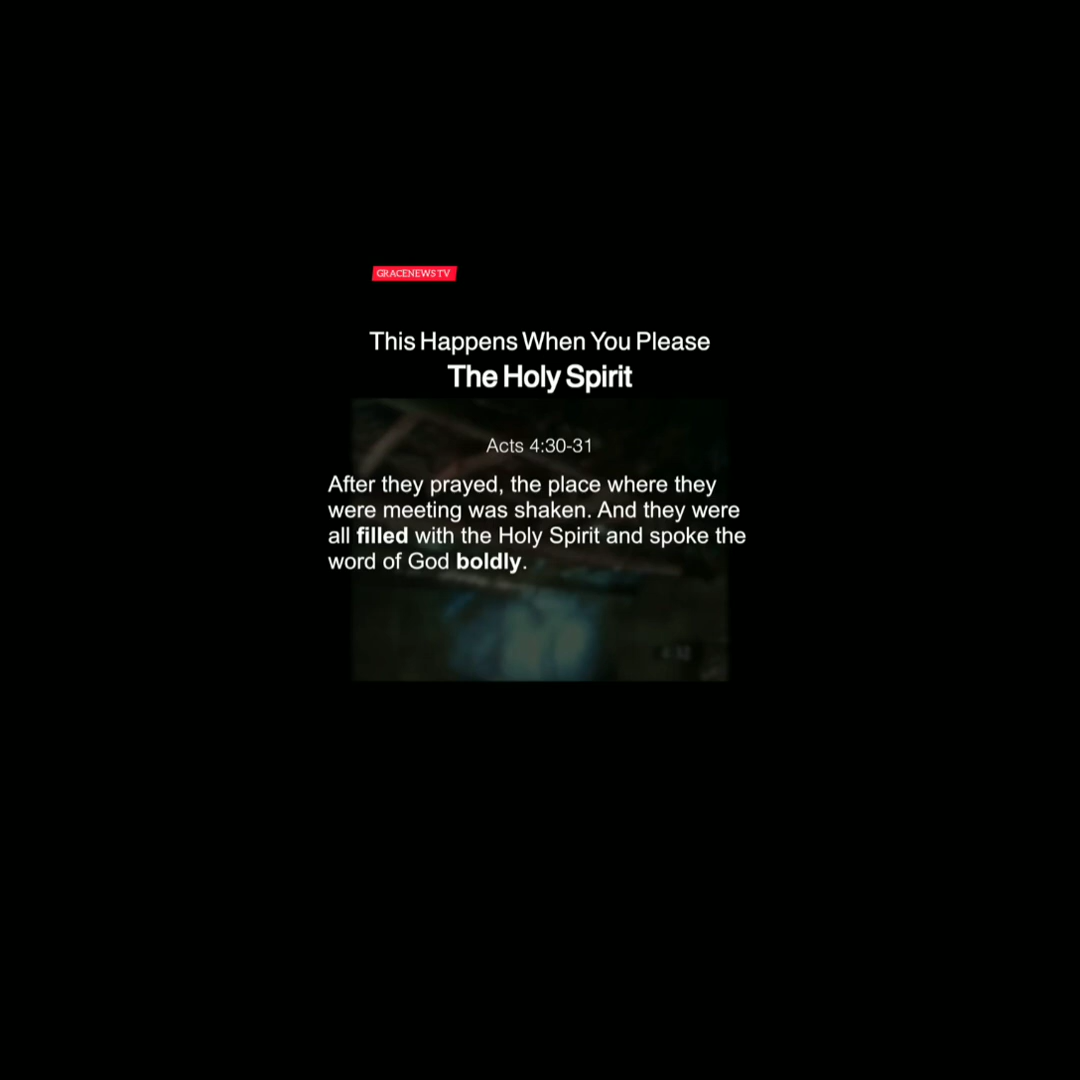 GRACENEWS TV
This Happens When You Please
The Holy Spirit
Acts 4:30-31
After they prayed, the place where they
were meeting was shaken. And they were
all filled with the Holy Spirit and spoke the
word of God boldly.